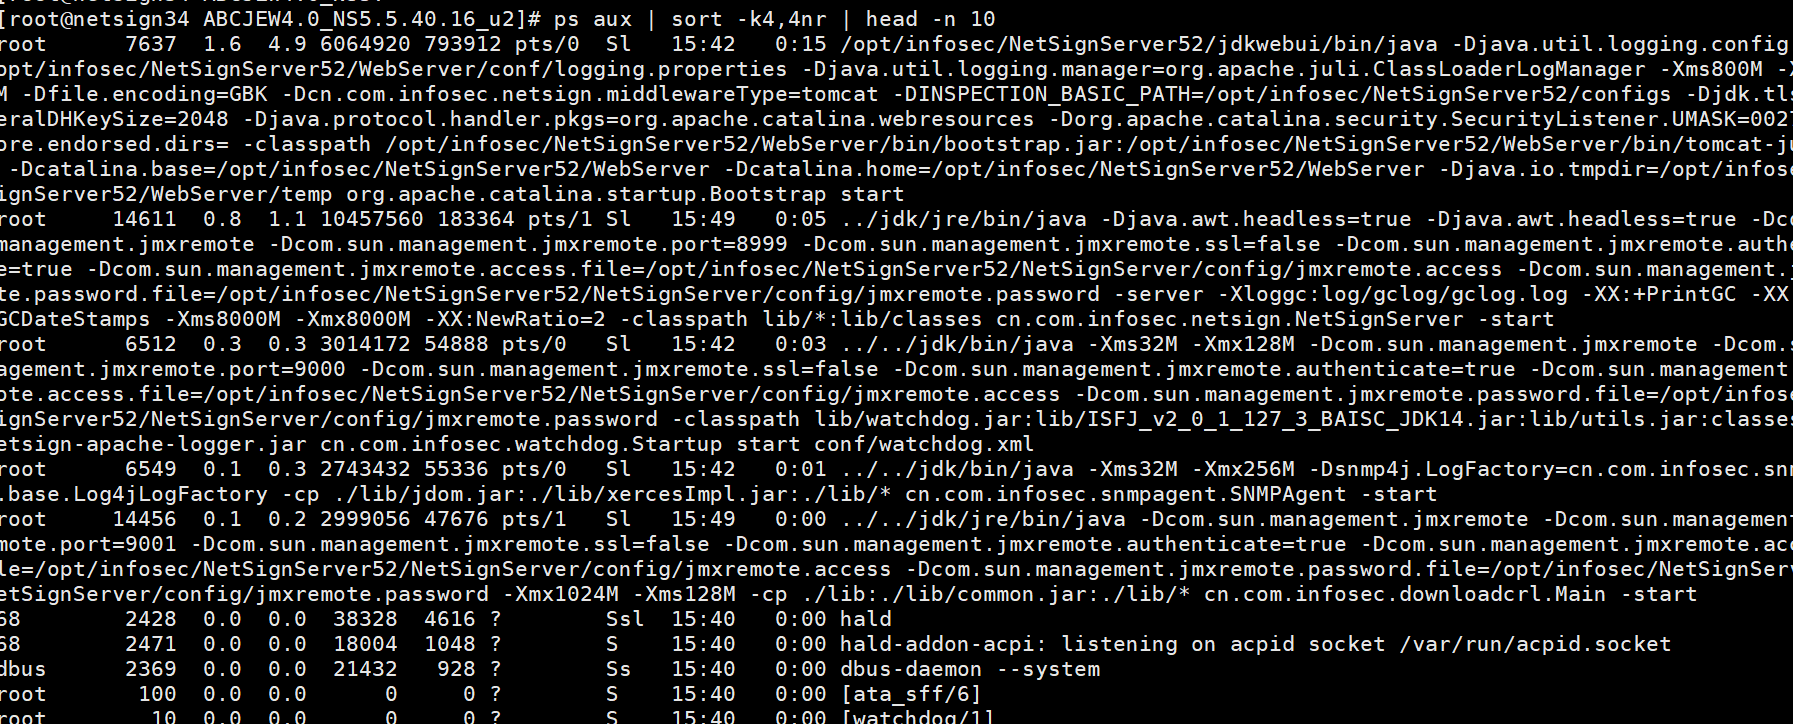 [root@netsign34 ABCJEW4.0_NS5.5.40.16_u2]# ps aux | sort -k4,4nr | head -n 10
root      7637  1.6  4.9 6064920 793912 pts/0  Sl   15:42   0:15 /opt/infosec/NetSignServer52/jdkwebui/bin/java -Djava.util.logging.config
opt/infosec/NetSignServer52/WebServer/conf/logging.properties -Djava.util.logging.manager=org.apache.juli.ClassLoaderLogManager -Xms800M -X
M -Dfile.encoding=GBK -Dcn.com.infosec.netsign.middlewareType=tomcat -DINSPECTION_BASIC_PATH=/opt/infosec/NetSignServer52/configs -Djdk.tls
eralDHKeySize=2048 -Djava.protocol.handler.pkgs=org.apache.catalina.webresources -Dorg.apache.catalina.security.SecurityListener.UMASK=0027
ore.endorsed.dirs= -classpath /opt/infosec/NetSignServer52/WebServer/bin/bootstrap.jar:/opt/infosec/NetSignServer52/WebServer/bin/tomcat-ju
 -Dcatalina.base=/opt/infosec/NetSignServer52/WebServer -Dcatalina.home=/opt/infosec/NetSignServer52/WebServer -Djava.io.tmpdir=/opt/infose
ignServer52/WebServer/temp org.apache.catalina.startup.Bootstrap start
root     14611  0.8  1.1 10457560 183364 pts/1 Sl   15:49   0:05 ../jdk/jre/bin/java -Djava.awt.headless=true -Djava.awt.headless=true -Dco
management.jmxremote -Dcom.sun.management.jmxremote.port=8999 -Dcom.sun.management.jmxremote.ssl=false -Dcom.sun.management.jmxremote.authe
e=true -Dcom.sun.management.jmxremote.access.file=/opt/infosec/NetSignServer52/NetSignServer/config/jmxremote.access -Dcom.sun.management.j
te.password.file=/opt/infosec/NetSignServer52/NetSignServer/config/jmxremote.password -server -Xloggc:log/gclog/gclog.log -XX:+PrintGC -XX
GCDateStamps -Xms8000M -Xmx8000M -XX:NewRatio=2 -classpath lib/*:lib/classes cn.com.infosec.netsign.NetSignServer -start
root      6512  0.3  0.3 3014172 54888 pts/0   Sl   15:42   0:03 ../../jdk/bin/java -Xms32M -Xmx128M -Dcom.sun.management.jmxremote -Dcom.s
agement.jmxremote.port=9000 -Dcom.sun.management.jmxremote.ssl=false -Dcom.sun.management.jmxremote.authenticate=true -Dcom.sun.management
ote.access.file=/opt/infosec/NetSignServer52/NetSignServer/config/jmxremote.access -Dcom.sun.management.jmxremote.password.file=/opt/infose
ignServer52/NetSignServer/config/jmxremote.password -classpath lib/watchdog.jar:lib/ISFJ_v2_0_1_127_3_BAISC_JDK14.jar:lib/utils.jar:classes
etsign-apache-logger.jar cn.com.infosec.watchdog.Startup start conf/watchdog.xml
root      6549  0.1  0.3 2743432 55336 pts/0   Sl   15:42   0:01 ../../jdk/bin/java -Xms32M -Xmx256M -Dsnmp4j.LogFactory=cn.com.infosec.snm
.base.Log4jLogFactory -cp ./lib/jdom.jar:./lib/xercesImpl.jar:./lib/* cn.com.infosec.snmpagent.SNMPAgent -start
root     14456  0.1  0.2 2999056 47676 pts/1   Sl   15:49   0:00 ../../jdk/jre/bin/java -Dcom.sun.management.jmxremote -Dcom.sun.management
mote.port=9001 -Dcom.sun.management.jmxremote.ssl=false -Dcom.sun.management.jmxremote.authenticate=true -Dcom.sun.management.jmxremote.acc
le=/opt/infosec/NetSignServer52/NetSignServer/config/jmxremote.access -Dcom.sun.management.jmxremote.password.file=/opt/infosec/NetSignServ
etSignServer/config/jmxremote.password -Xmx1024M -Xms128M -cp ./lib:./lib/common.jar:./lib/* cn.com.infosec.downloadcrl.Main -start
68        2428  0.0  0.0  38328  4616 ?        Ssl  15:40   0:00 hald
68        2471  0.0  0.0  18004  1048 ?        S    15:40   0:00 hald-addon-acpi: listening on acpid socket /var/run/acpid.socket
dbus      2369  0.0  0.0  21432   928 ?        Ss   15:40   0:00 dbus-daemon --system
root       100  0.0  0.0      0     0 ?        S    15:40   0:00 [ata_sff/6]
root        10  0.0  0.0      0     0 ?        S    15:40   0:00 [watchdog/1]